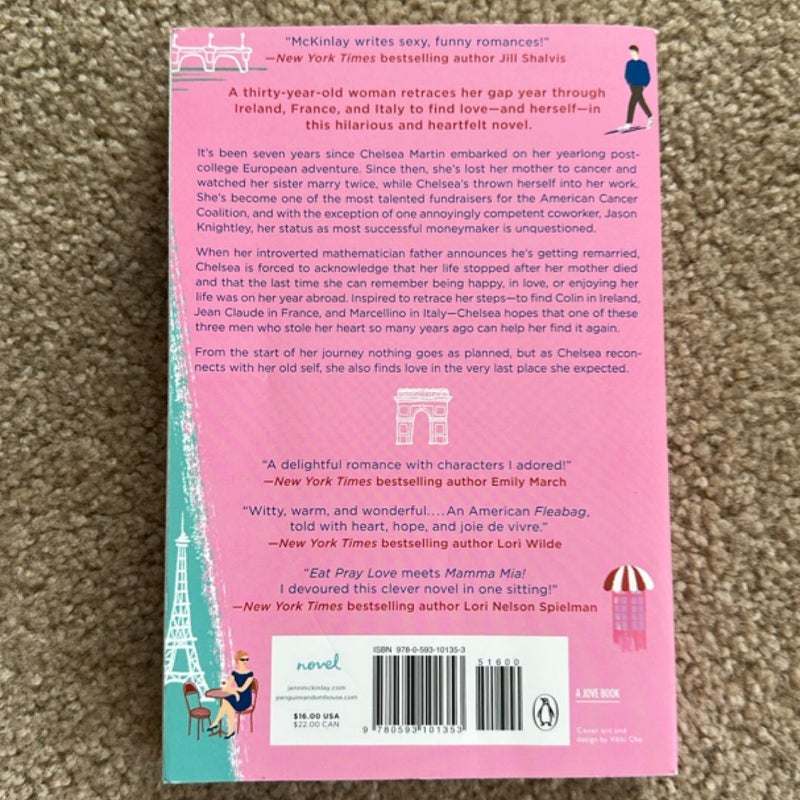 “McKinlay writes sexy, funny romances!”
—New York Times bestselling author Jill Shalvis
A thirty-year-old woman retraces her gap year through
Ireland, France, and Italy to find love—and herself—in
this hilarious and heartfelt novel.
It’s been seven years since Chelsea Martin embarked on her yearlong post-
college European adventure. Since then, she’s lost her mother to cancer and
watched her sister marry twice, while Chelsea’s thrown herself into her work.
She’s become one of the most talented fundraisers for the American Cancer
Coalition, and with the exception of one annoyingly competent coworker, Jason
Knightley, her status as most successful moneymaker is unquestioned.
When her introverted mathematician father announces he’s getting remarried,
Chelsea is forced to acknowledge that her life stopped after her mother died
and that the last time she can remember being happy, in love, or enjoying her
life was on her year abroad. Inspired to retrace her steps—to find Colin in Ireland,
Jean Claude in France, and Marcellino in Italy—Chelsea hopes that one of these
three men who stole her heart so many years ago can help her find it again.
From the start of her journey nothing goes as planned, but as Chelsea recon-
nects with her old self, she also finds love in the very last place she expected.
“A delightful romance with characters I adored!”
—New York Times bestselling author Emily March
“Witty, warm, and wonderful....An American Fleabag,
told with heart, hope, and joie de vivre.”
—New York Times bestselling author Lori Wilde
“Eat Pray Love meets Mamma Mia!
I devoured this clever novel in one sitting!”
—New York Times bestselling author Lori Nelson Spielman
novel
jennmckinlay.com
penguinrandomhouse.com
$16.00 USA
$22.00 CAN
ISBN 978-0-593-10135-3
51600
9 780593 101353
A JOVE BOOK
Cover art and
design by Vikki Chu